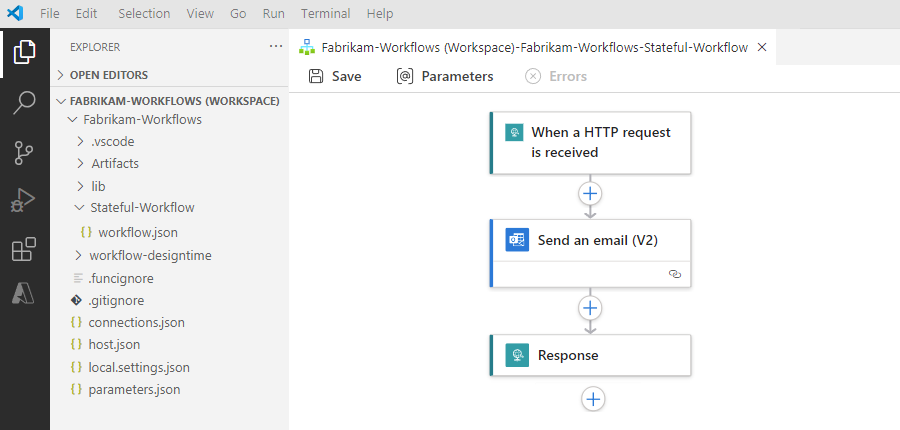 File Edit Selection View Go Run Terminal Help
EXPLORER ...
OPEN EDITORS
FABRIKAM-WORKFLOWS (WORKSPACE)
Fabrikam-Workflows
.vscode
Artifacts
lib
Stateful-Workflow
{} workflow.json
workflow-designtime
.funcignore
.gitignore
{} connections.json
{} host.json
{} local.settings.json
{} parameters.json
Fabrikam-Workflows (Workspace)-Fabrikam-Workflows-Stateful-Workflow
Save Parameters Errors
When a HTTP request
is received
Send an email (V2)
Response